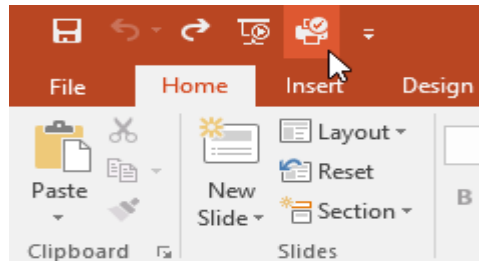 File Home Insert Design
Layout
Reset
Paste New
Slide Section
B
Clipboard Slides